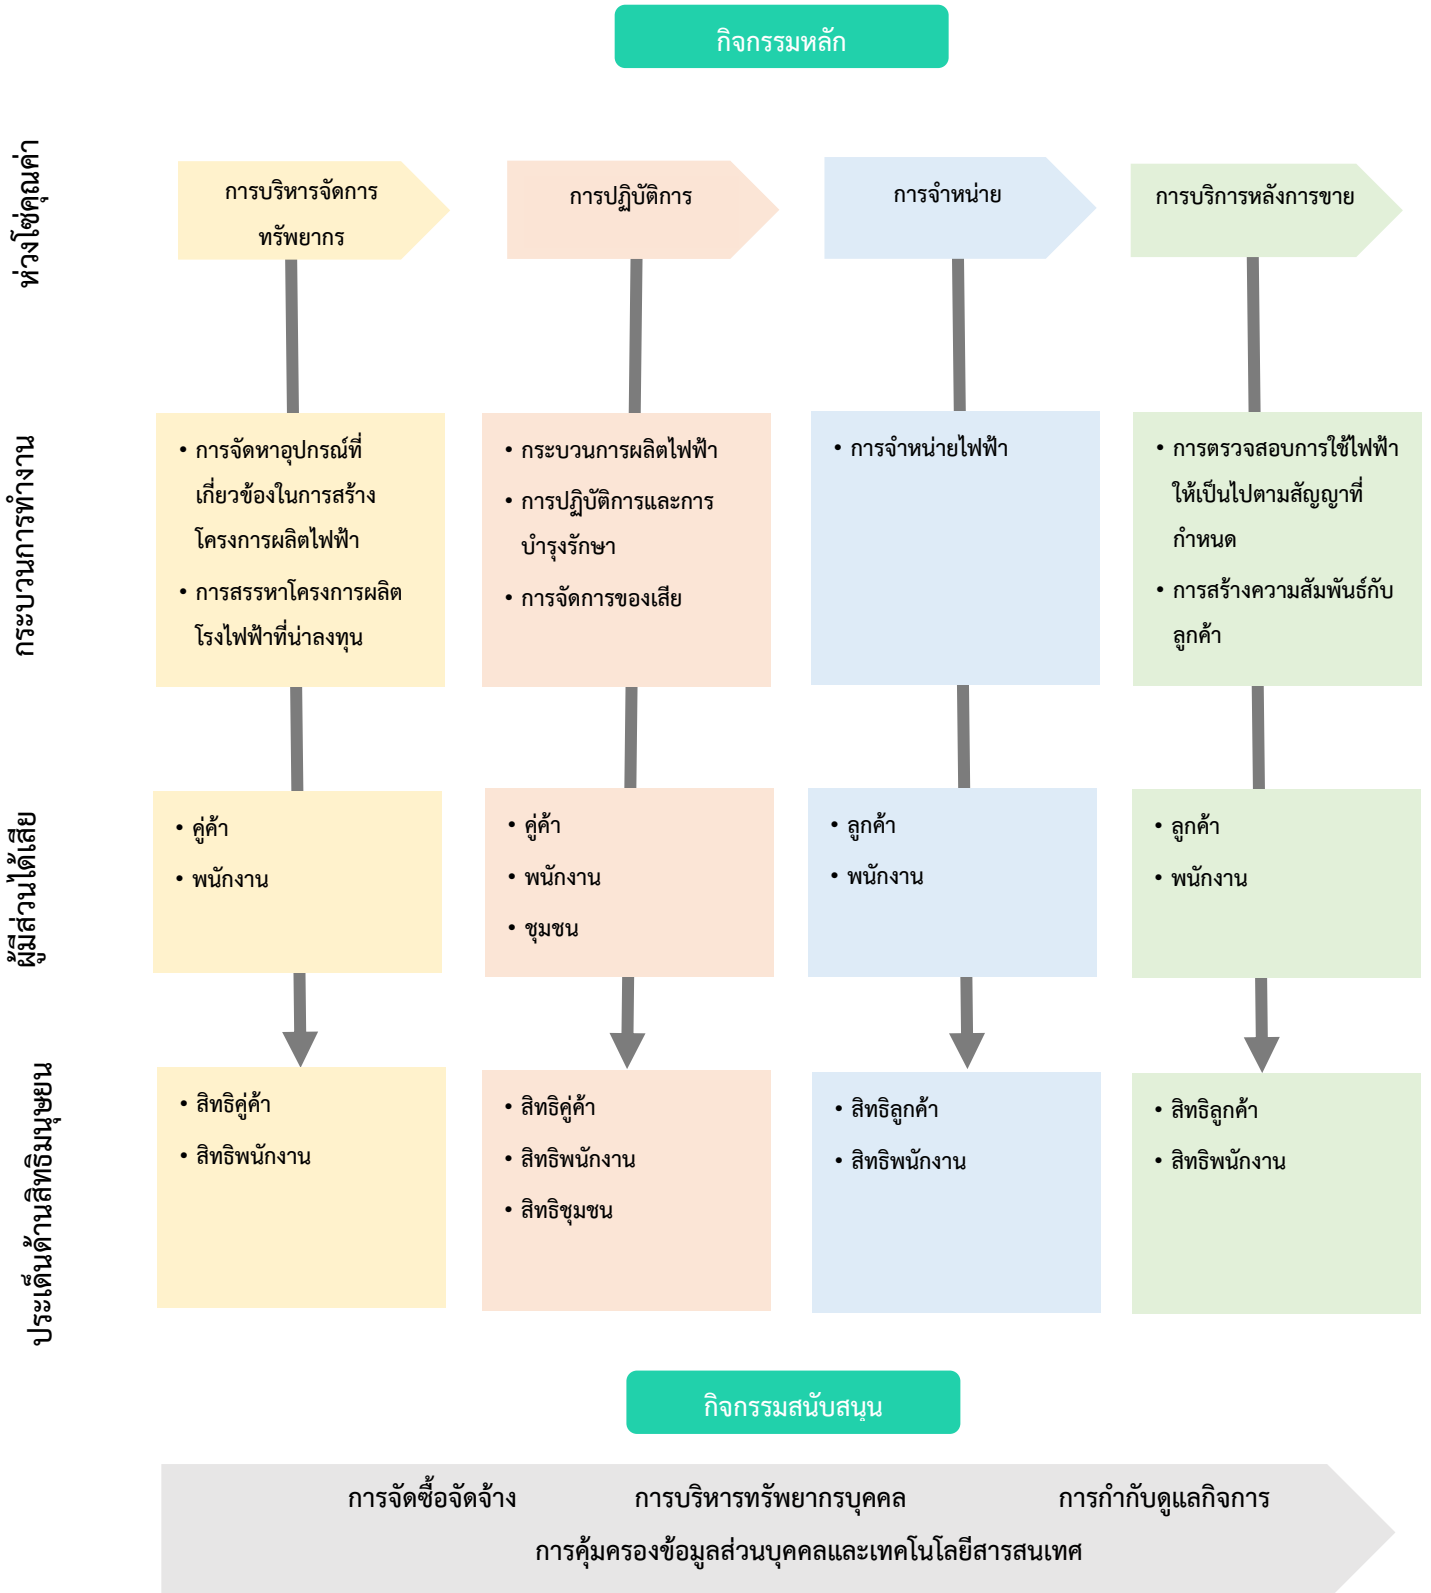 กิจกรรมหลัก
ห่วงโซ่คุณค่า
การบริหารจัดการ
ทรัพยากร
การปฏิบัติการ
การจำหน่าย
การบริการหลังการขาย
กระบวนการทำงาน
• การจัดหาอุปกรณ์ที่
เกี่ยวข้องในการสร้าง
โครงการผลิตไฟฟ้า
• การสรรหาโครงการผลิต
โรงไฟฟ้าที่น่าลงทุน
• กระบวนการผลิตไฟฟ้า
• การปฏิบัติการและการ
บำรุงรักษา
• การจัดการของเสีย
• การจำหน่ายไฟฟ้า
• การตรวจสอบการใช้ไฟฟ้า
ให้เป็นไปตามสัญญาที่
กำหนด
• การสร้างความสัมพันธ์กับ
ลูกค้า
ผู้มีส่วนได้เสีย
• คู่ค้า
• พนักงาน
• คู่ค้า
• พนักงาน
• ชุมชน
• ลูกค้า
• พนักงาน
• ลูกค้า
• พนักงาน
ประเด็นด้านสิทธิมนุษยน
• สิทธิคู่ค้า
• สิทธิพนักงาน
• สิทธิคู่ค้า
• สิทธิพนักงาน
• สิทธิชุมชน
• สิทธิลูกค้า
• สิทธิพนักงาน
• สิทธิลูกค้า
• สิทธิพนักงาน
กิจกรรมสนับสนุน
การจัดซื้อจัดจ้าง การบริหารทรัพยากรบุคคล การกำกับดูแลกิจการ
การคุ้มครองข้อมูลส่วนบุคคลและเทคโนโลยีสารสนเทศ